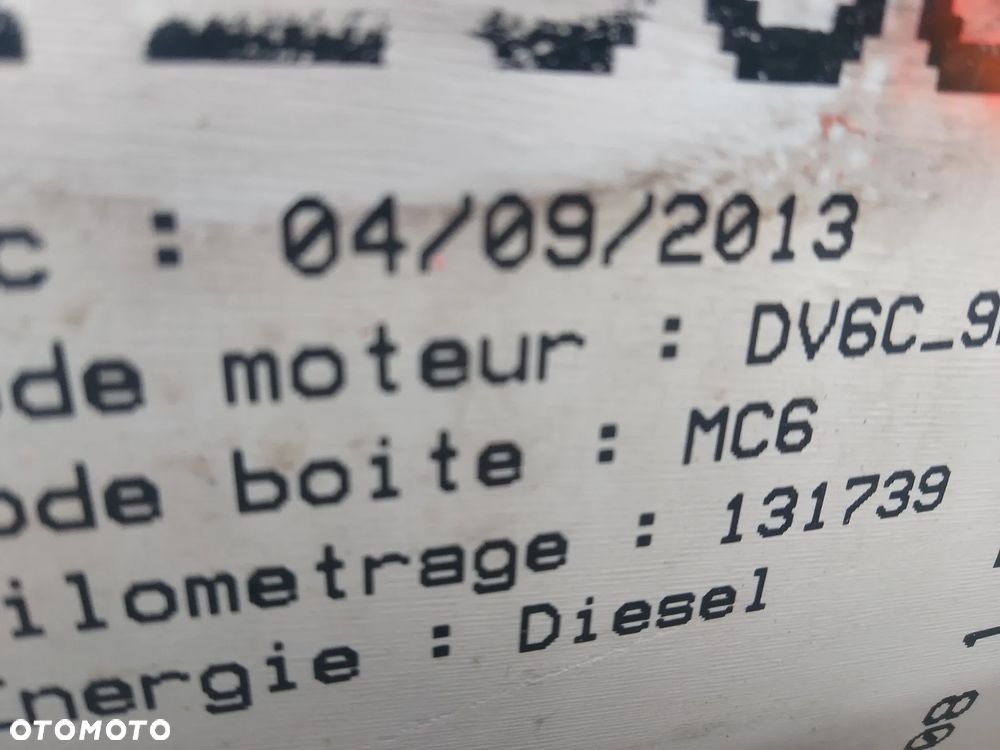 c : 04/09/2013
de moteur : DV6C_9
ode boite : MC6
ilometrage : 131739
nergie : Diesel
OTOMOTO